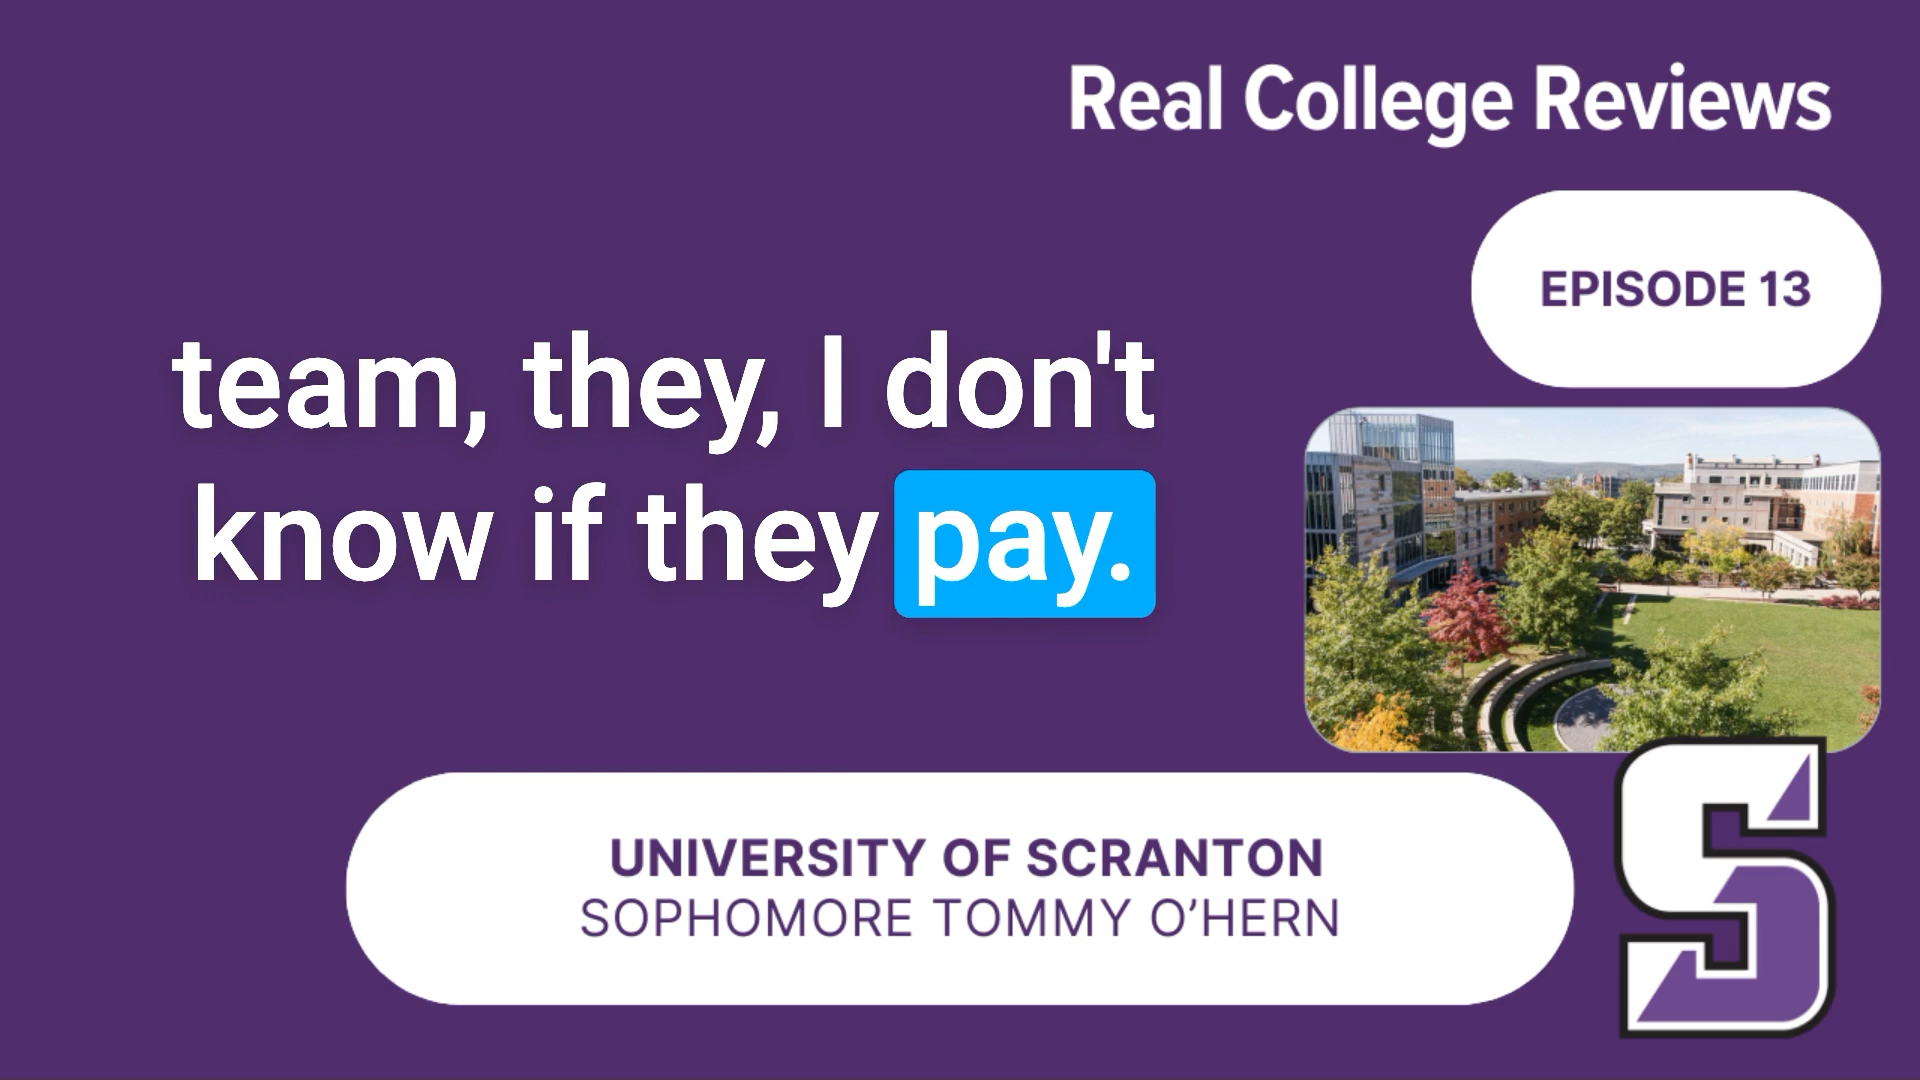 Real College Reviews
EPISODE 13
team, they, I don't
know if they pay.
UNIVERSITY OF SCRANTON
SOPHOMORE TOMMY O’HERN
S